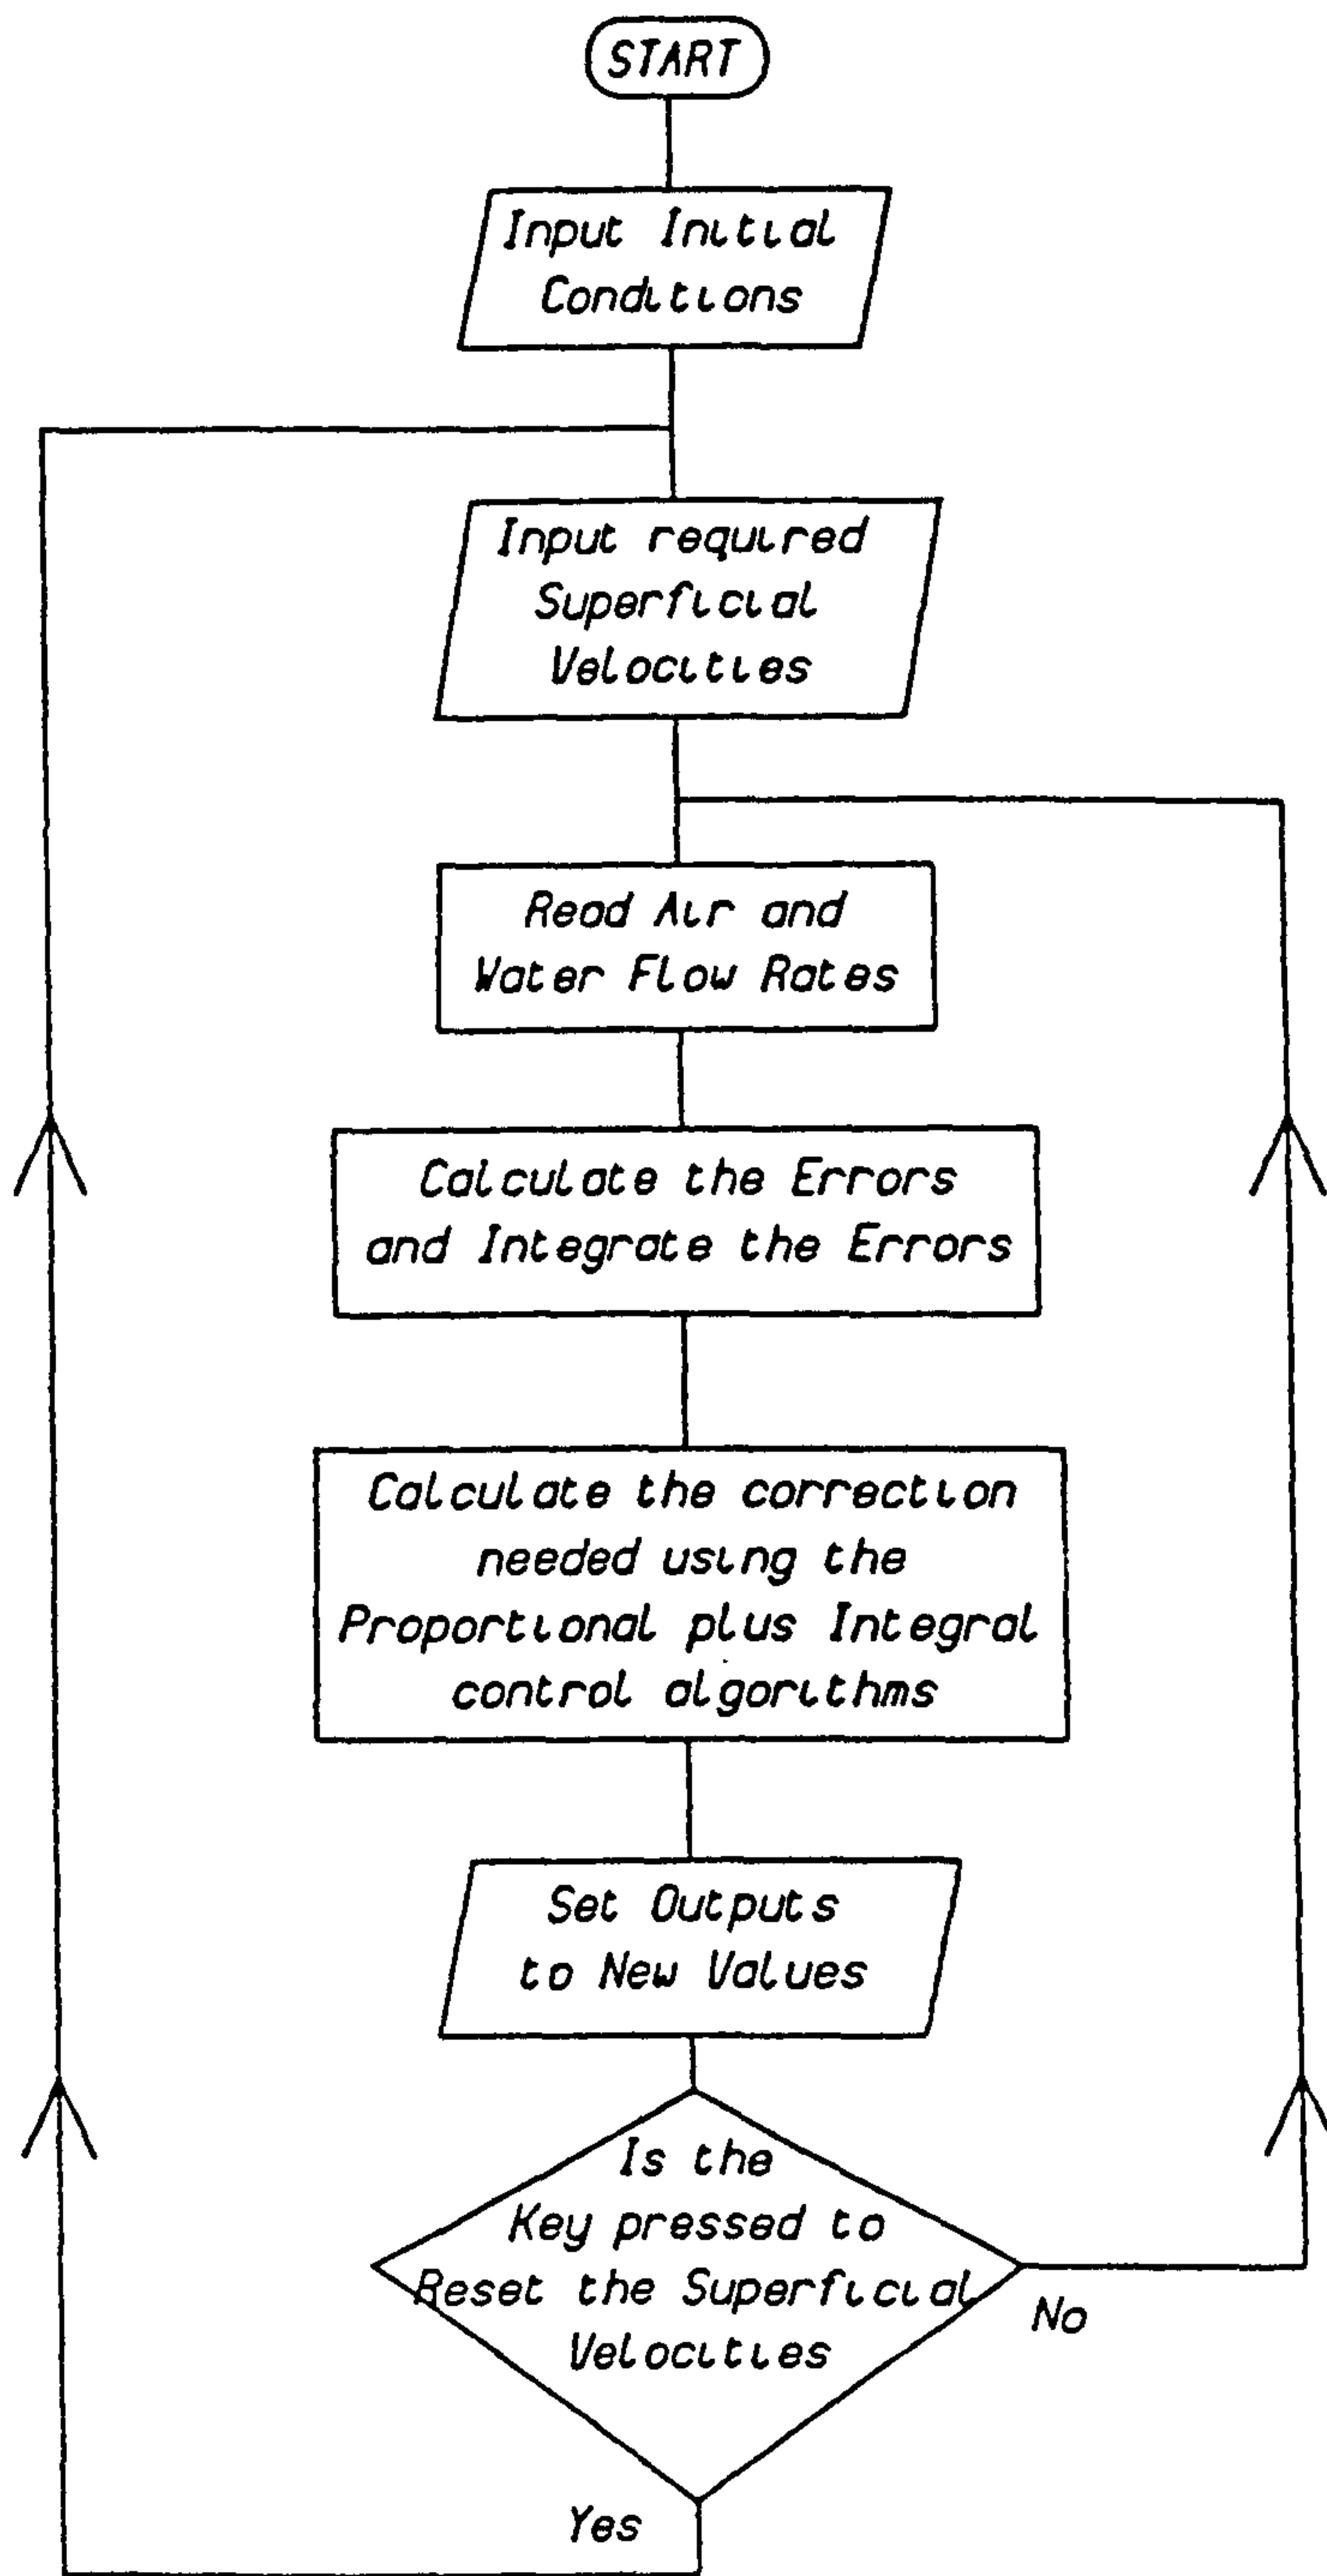 START
Input Initial
Conditions
Input required
Superficial
Velocities
Read Air and
Water Flow Rates
Calculate the Errors
and Integrate the Errors
Calculate the correction
needed using the
Proportional plus Integral
control algorithms
Set Outputs
to New Values
Is the
Key pressed to
Reset the Superficial
Velocities
No
Yes